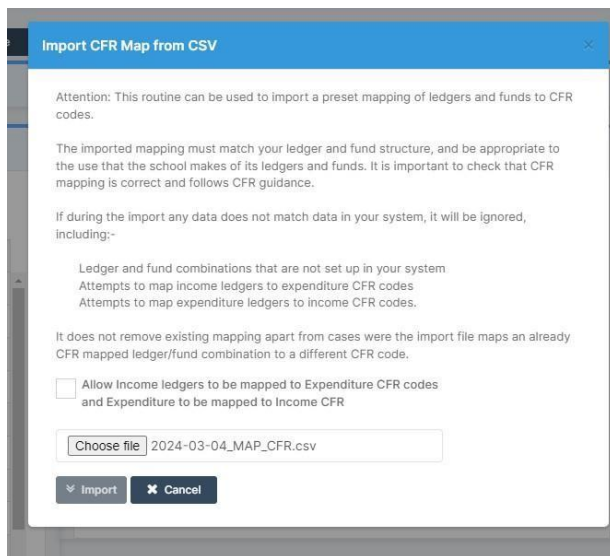 Import CFR Map from CSV
Attention: This routine can be used to import a preset mapping of ledgers and funds to CFR
codes.
The imported mapping must match your ledger and fund structure, and be appropriate to
the use that the school makes of its ledgers and funds. It is important to check that CFR
mapping is correct and follows CFR guidance.
If during the import any data does not match data in your system, it will be ignored,
including:-
Ledger and fund combinations that are not set up in your system
Attempts to map income ledgers to expenditure CFR codes
Attempts to map expenditure ledgers to income CFR codes.
It does not remove existing mapping apart from cases were the import file maps an already
CFR mapped ledger/fund combination to a different CFR code.
Allow Income ledgers to be mapped to Expenditure CFR codes
and Expenditure to be mapped to Income CFR
Choose file 2024-03-04_MAP_CFR.csv
Import Cancel